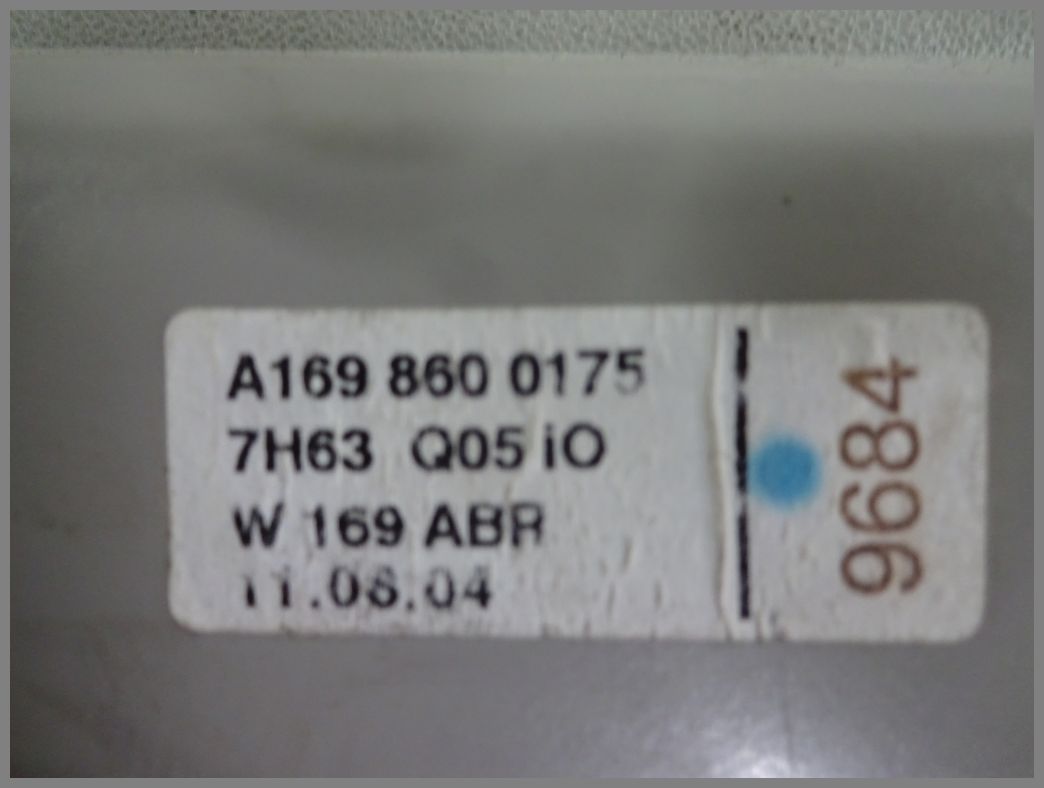 A169 860 0175
7H63 Q05 iO
W 169 ABR
11.08.04
9684